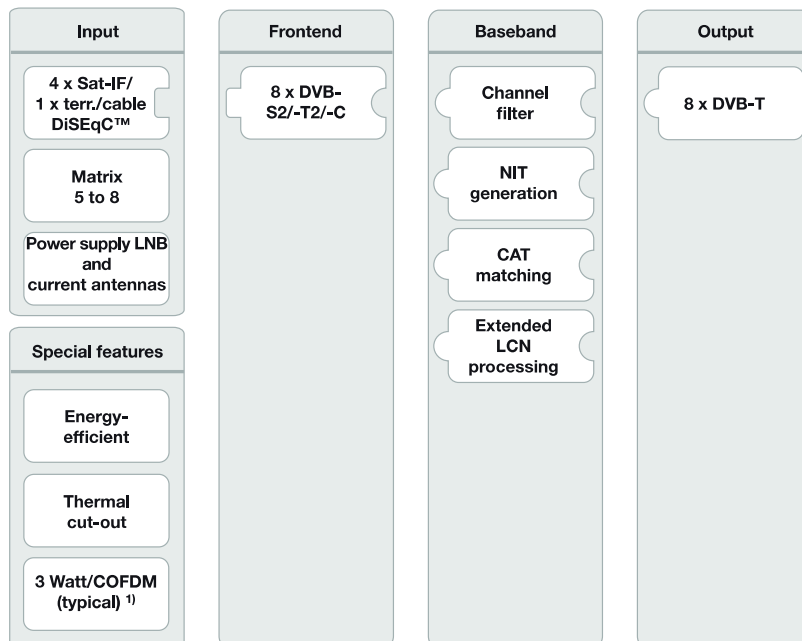 Input
4 x Sat-IF/
1 x terr./cable
DiSEqC™
Matrix
5 to 8
Power supply LNB
and
current antennas
Special features
Energy-
efficient
Thermal
cut-out
3 Watt/COFDM
(typical) 1)
Frontend
8 x DVB-
S2/-T2/-C
Baseband
Channel
filter
NIT
generation
CAT
matching
Extended
LCN
processing
Output
8 x DVB-T